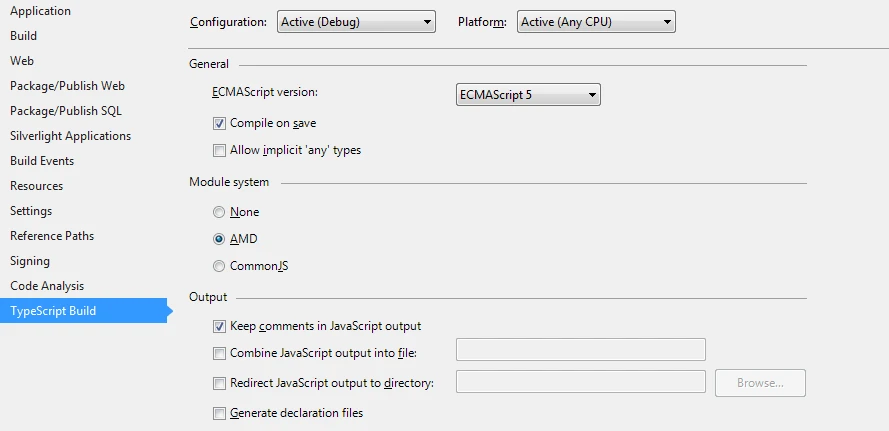 Application
Build
Web
Package/Publish Web
Package/Publish SQL
Silverlight Applications
Build Events
Resources
Settings
Reference Paths
Signing
Code Analysis
TypeScript Build
Configuration: Active (Debug) Platform: Active (Any CPU)
General
ECMAScript version: ECMAScript 5
Compile on save
Allow implicit 'any' types
Module system
None
AMD
CommonJS
Output
Keep comments in JavaScript output
Combine JavaScript output into file:
Redirect JavaScript output to directory: Browse...
Generate declaration files